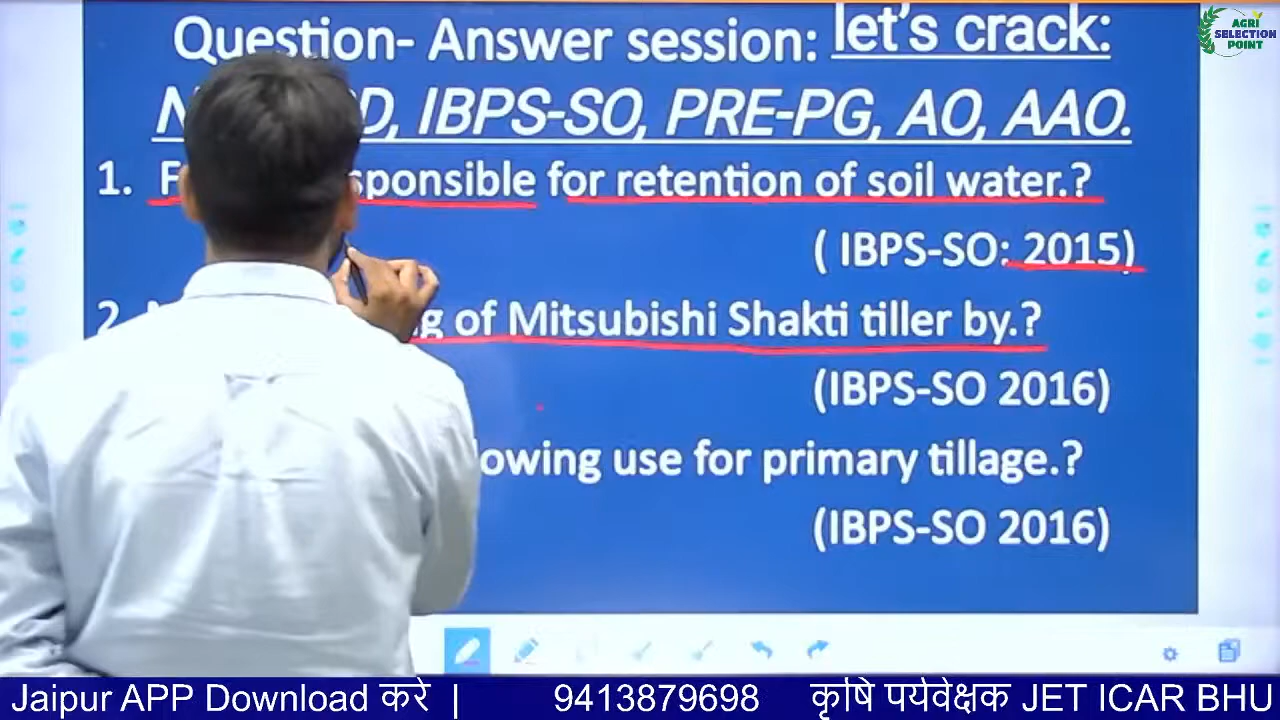 Question- Answer session: let's crack:
D, IBPS-SO, PRE-PG, AO, AAO.
1. sponsible for retention of soil water.?
( IBPS-SO: 2015)
2. of Mitsubishi Shakti tiller by.?
(IBPS-SO 2016)
use for primary tillage.?
(IBPS-SO 2016)
AGRI
SELECTION
POINT
Jaipur APP Download करे | 9413879698 कृषि पर्यवेक्षक JET ICAR BHU